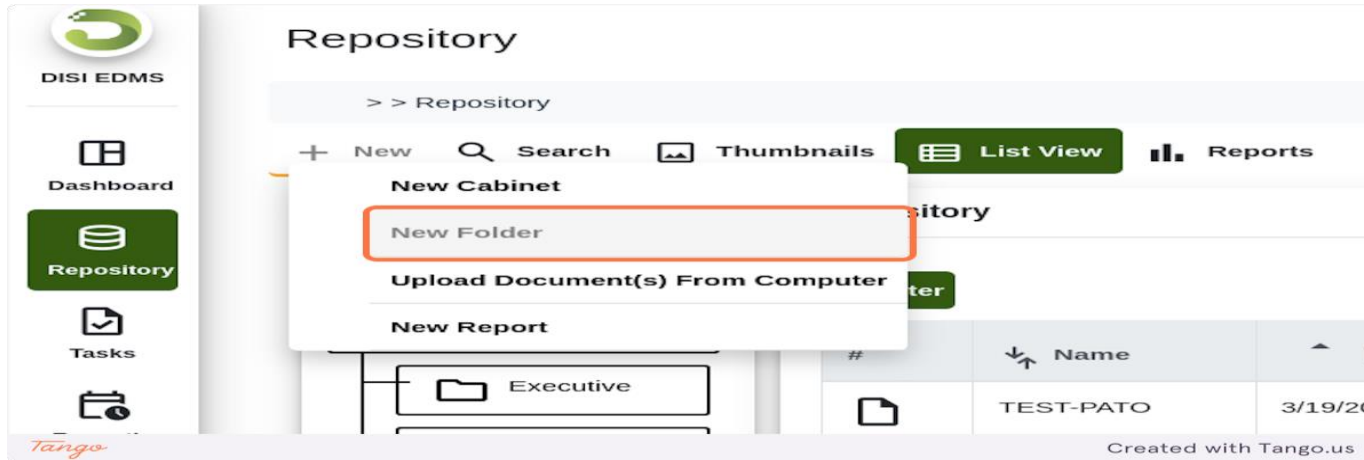 Repository
DISI EDMS
> > Repository
New Search Thumbnails List View Reports
Dashboard
New Cabinet
sitory
New Folder
Repository
Upload Document(s) From Computer
ter
New Report
Tasks
# Name
Executive
TEST-PATO 3/19/20
Tango
Created with Tango.us